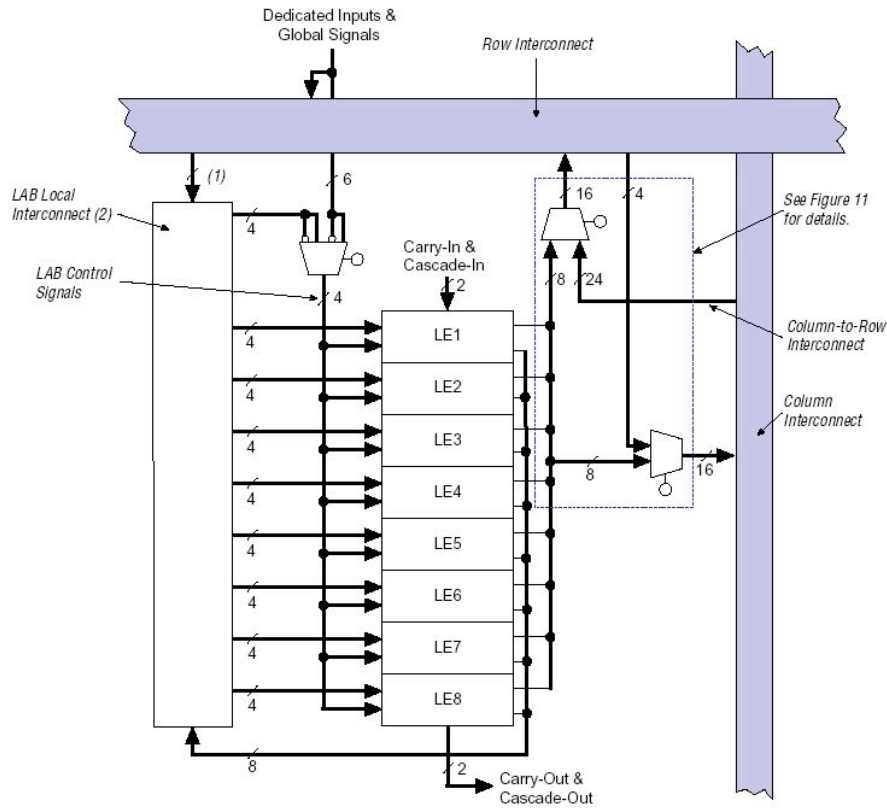 Dedicated Inputs &
Global Signals
Row Interconnect
(1)
6
16
4
LAB Local
Interconnect (2)
4
See Figure 11
for details.
Carry-In &
Cascade-In
LAB Control
Signals
4
2
8
24
LE1
4
Column-to-Row
Interconnect
LE2
4
Column
Interconnect
LE3
4
8
16
LE4
4
LE5
4
LE6
4
LE7
4
LE8
4
8
2
Carry-Out &
Cascade-Out